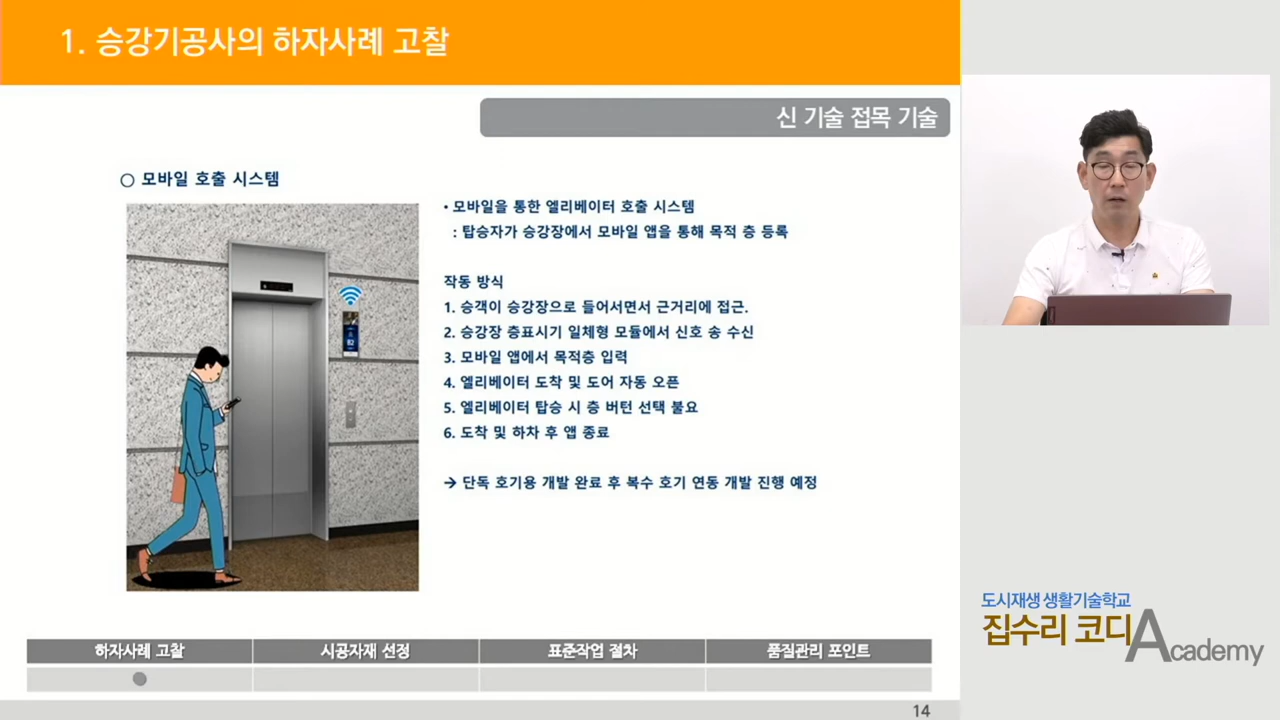 1. 승강기공사의 하자사례 고찰
신 기술 접목 기술
○ 모바일 호출 시스템
• 모바일을 통한 엘리베이터 호출 시스템
: 탑승자가 승강장에서 모바일 앱을 통해 목적 층 등록
작동 방식
1. 승객이 승강장으로 들어서면서 근거리에 접근.
2. 승강장 층표시기 일체형 모듈에서 신호 송 수신
3. 모바일 앱에서 목적층 입력
4. 엘리베이터 도착 및 도어 자동 오픈
5. 엘리베이터 탑승 시 층 버턴 선택 불요
6. 도착 및 하차 후 앱 종료
→ 단독 호기용 개발 완료 후 복수 호기 연동 개발 진행 예정
하자사례 고찰
시공자재 선정
표준작업 절차
품질관리 포인트
14
도시재생 생활기술학교
집수리 코디 Academy